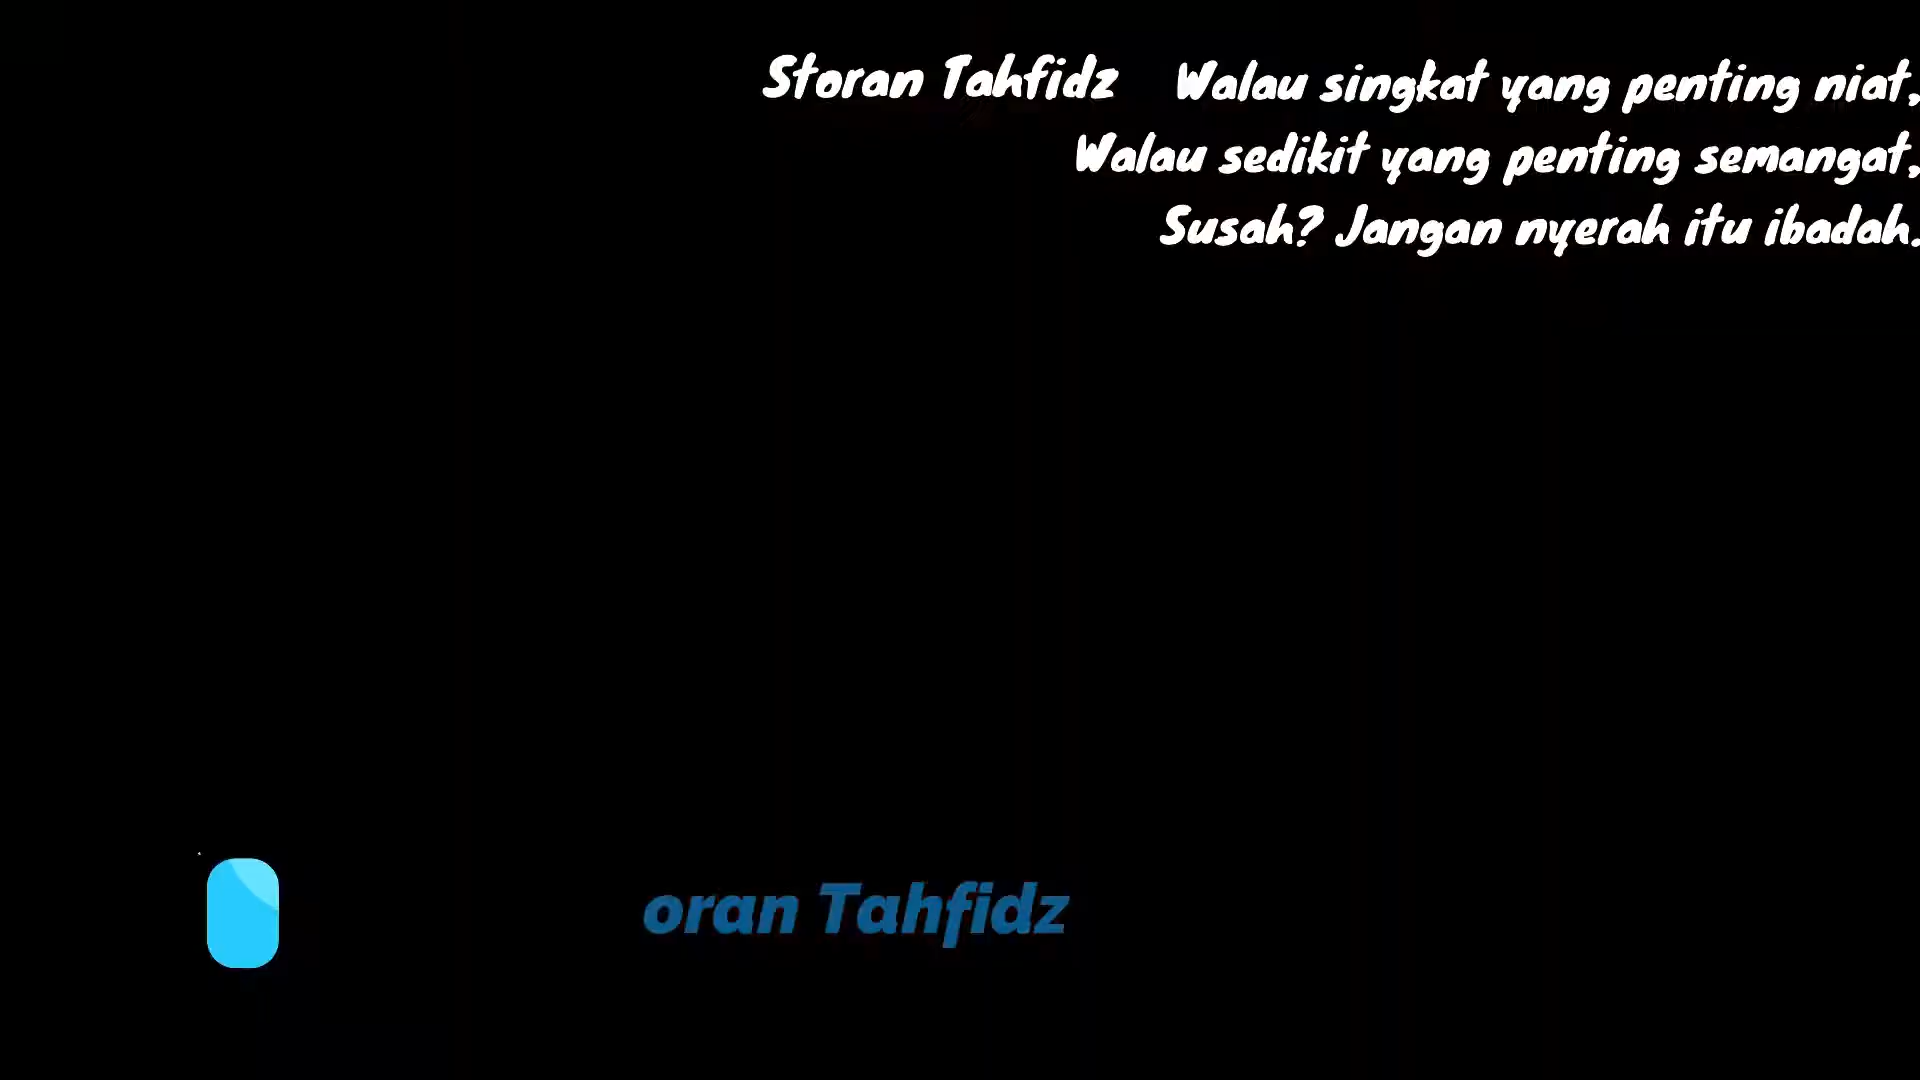 Storan Tahfidz Walau singkat yang penting niat,
Walau sedikit yang penting semangat,
Susah? Jangan nyerah itu ibadah.
oran Tahfidz